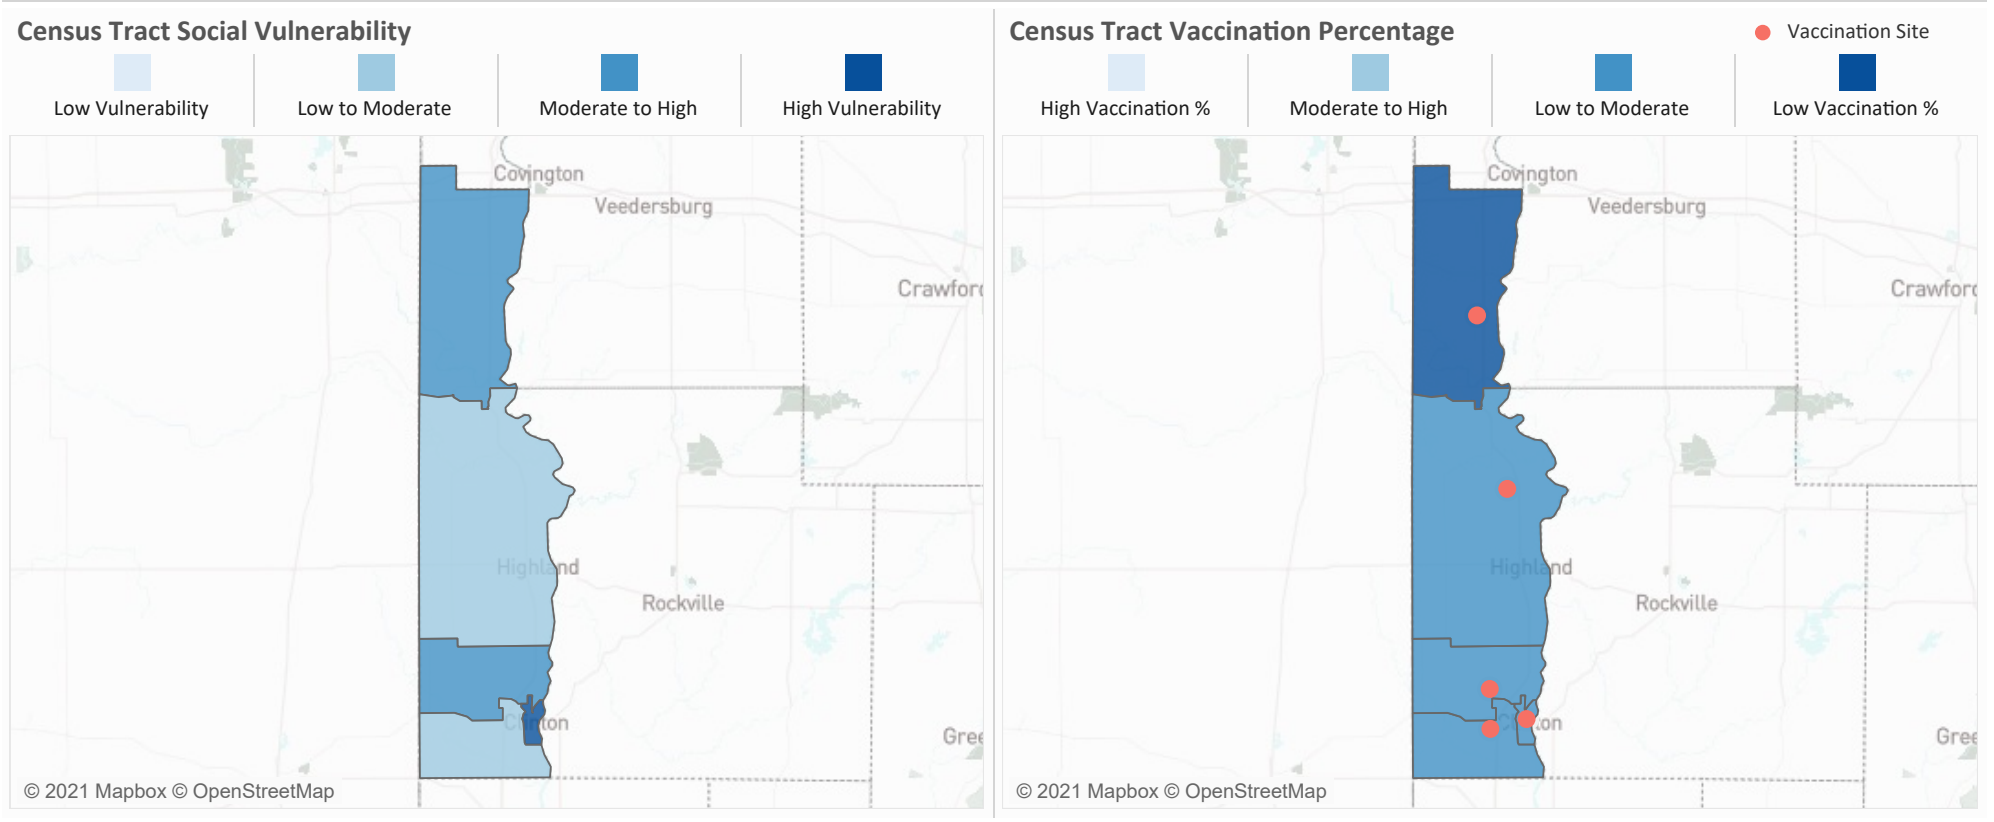 Census Tract Social Vulnerability
Low Vulnerability
Low to Moderate
Moderate to High
High Vulnerability
Covington
Veedersburg
Crawford
Highland
Rockville
Clinton
Gree
© 2021 Mapbox © OpenStreetMap
Census Tract Vaccination Percentage
Vaccination Site
High Vaccination %
Moderate to High
Low to Moderate
Low Vaccination %
Covington
Veedersburg
Crawford
Highland
Rockville
Clinton
Gree
© 2021 Mapbox © OpenStreetMap